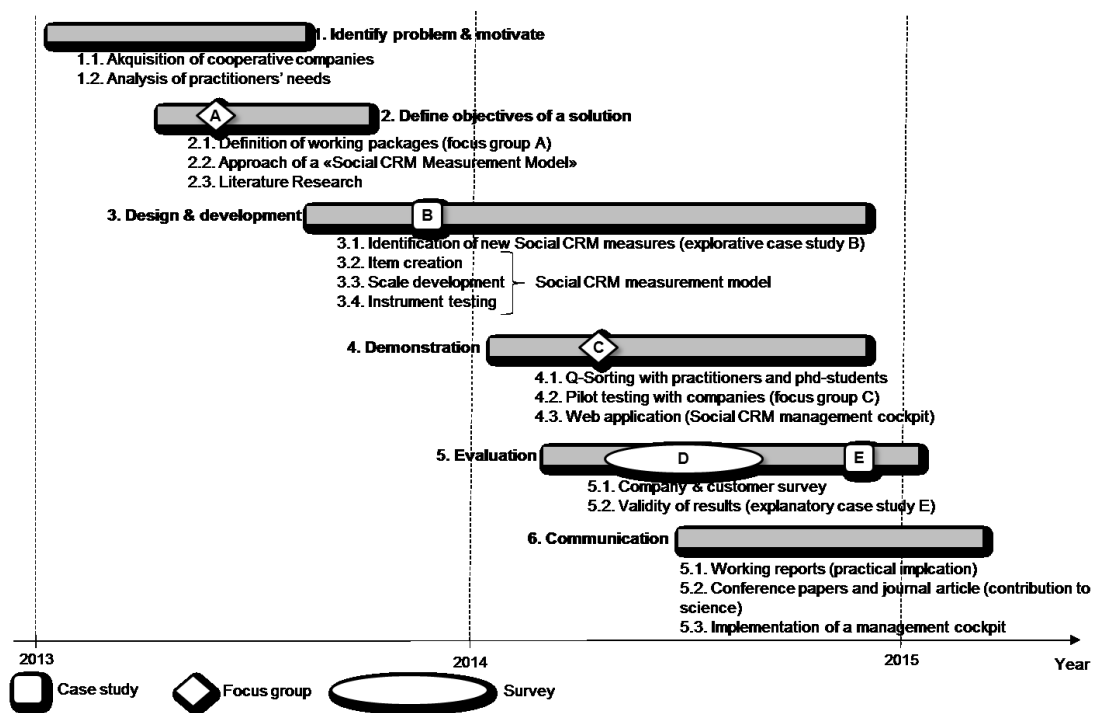 1. Identify problem & motivate
1.1. Akquisition of cooperative companies
1.2. Analysis of practitioners' needs
A
2. Define objectives of a solution
2.1. Definition of working packages (focus group A)
2.2. Approach of a «Social CRM Measurement Model»
2.3. Literature Research
3. Design & development
B
3.1. Identification of new Social CRM measures (explorative case study B)
3.2. Item creation
3.3. Scale development
3.4. Instrument testing
Social CRM measurement model
4. Demonstration
C
4.1. Q-Sorting with practitioners and phd-students
4.2. Pilot testing with companies (focus group C)
4.3. Web application (Social CRM management cockpit)
5. Evaluation
D
E
5.1. Company & customer survey
5.2. Validity of results (explanatory case study E)
6. Communication
5.1. Working reports (practical implcation)
5.2. Conference papers and journal article (contribution to
science)
5.3. Implementation of a management cockpit
2013
2014
2015
Year
Case study
Focus group
Survey